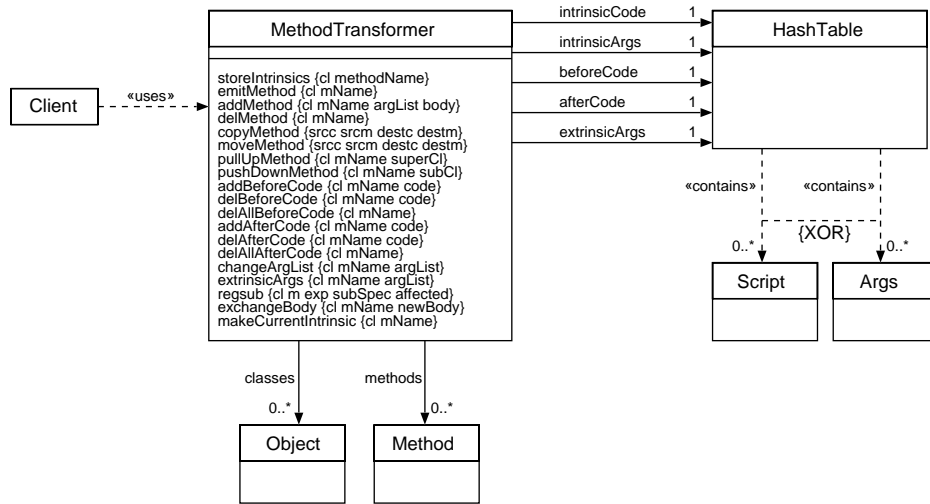 MethodTransformer
storeIntrinsics {cl methodName}
emitMethod {cl mName}
addMethod {cl mName argList body}
delMethod {cl mName}
copyMethod {srcc srcm destc destm}
moveMethod {srcc srcm destc destm}
pullUpMethod {cl mName superCl}
pushDownMethod {cl mName subCl}
addBeforeCode {cl mName code}
delBeforeCode {cl mName code}
delAllBeforeCode {cl mName}
addAfterCode {cl mName code}
delAfterCode {cl mName code}
delAllAfterCode {cl mName}
changeArgList {cl mName argList}
extrinsicArgs {cl mName argList}
regsub {cl m exp subSpec affected}
exchangeBody {cl mName newBody}
makeCurrentIntrinsic {cl mName}
Client
«uses»
intrinsicCode 1
intrinsicArgs 1
beforeCode 1
afterCode 1
extrinsicArgs 1
HashTable
«contains» «contains»
{XOR}
0..* 0..*
Script Args
classes methods
0..* 0..*
Object Method